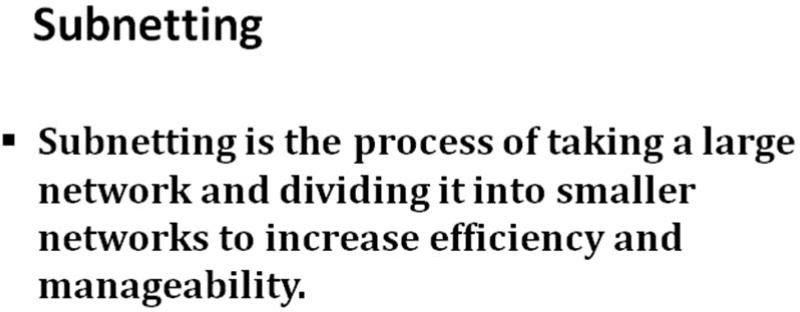 Subnetting
▪ Subnetting is the process of taking a large
network and dividing it into smaller
networks to increase efficiency and
manageability.